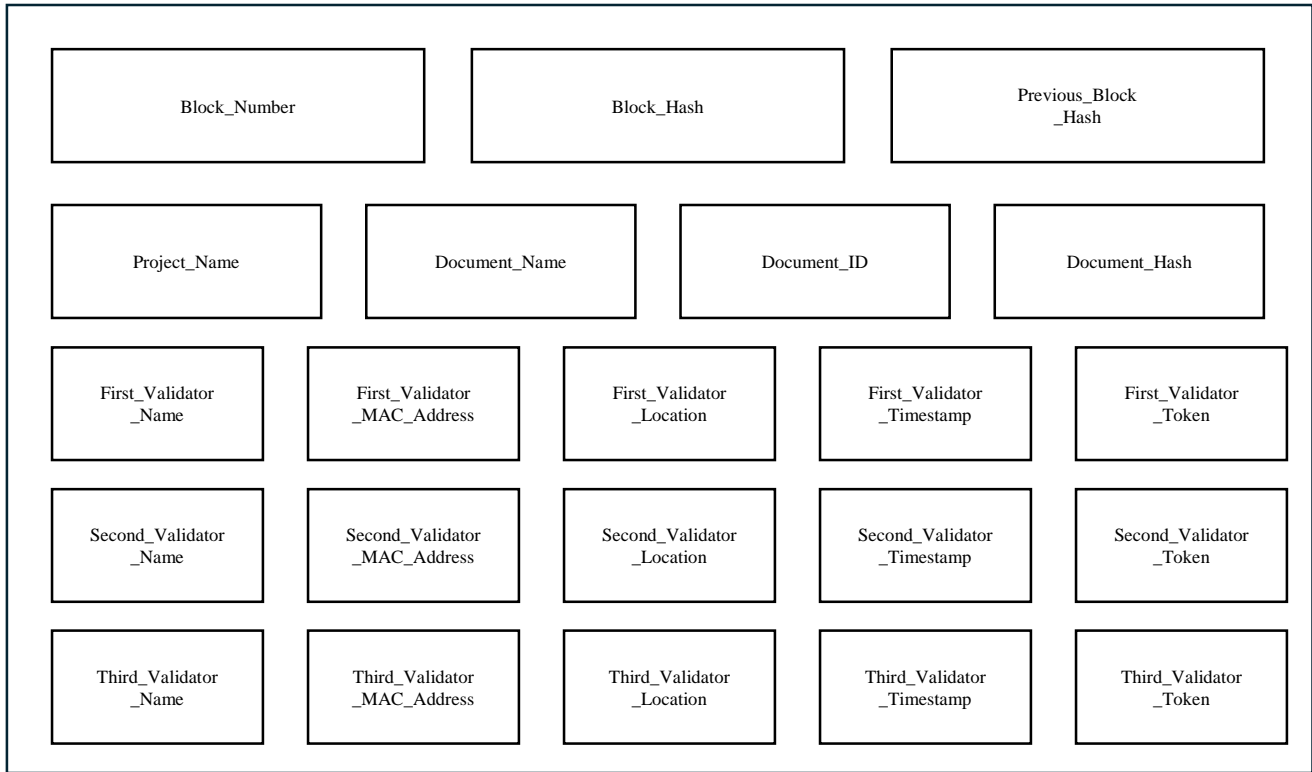 Block_Number
Block_Hash
Previous_Block
_Hash
Project_Name
Document_Name
Document_ID
Document_Hash
First_Validator
_Name
First_Validator
_MAC_Address
First_Validator
_Location
First_Validator
_Timestamp
First_Validator
_Token
Second_Validator
_Name
Second_Validator
_MAC_Address
Second_Validator
_Location
Second_Validator
_Timestamp
Second_Validator
_Token
Third_Validator
_Name
Third_Validator
_MAC_Address
Third_Validator
_Location
Third_Validator
_Timestamp
Third_Validator
_Token